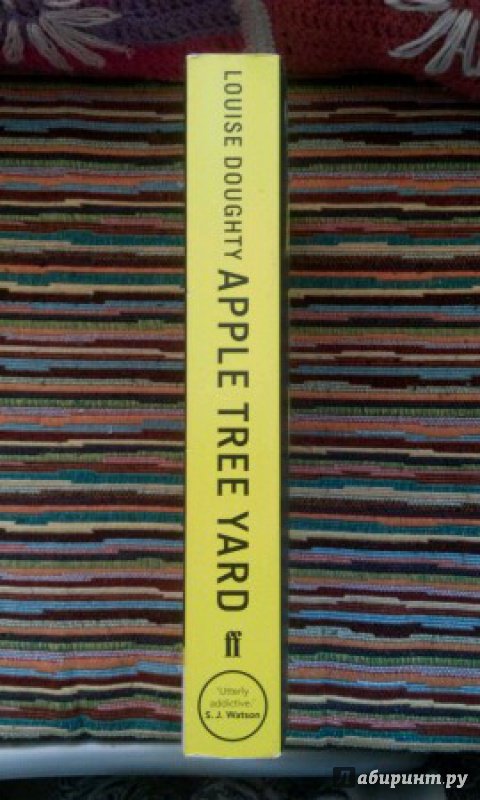 LOUISE DOUGHTY APPLE TREE YARD ff
'Utterly
addictive.'
S. J. Watson
Лабиринт.ру